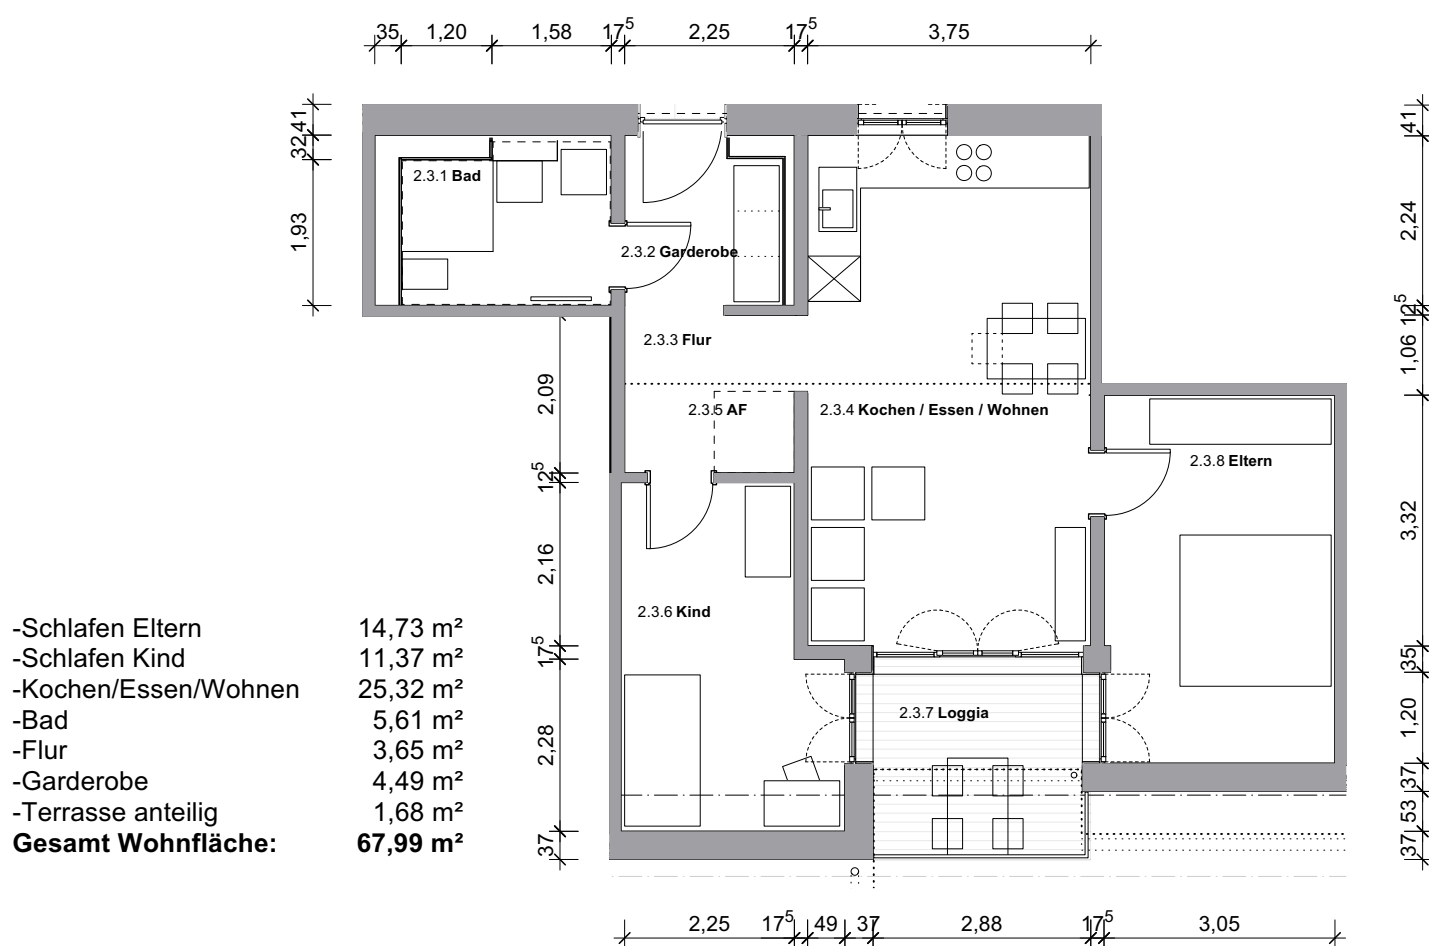 35 1,20 1,58 17⁵ 2,25 17⁵ 3,75
41
32
1,93
41
2,24
12⁵
1,06
3,32
35
1,20
37
53
37
2.3.1 Bad
2.3.2 Garderobe
2.3.3 Flur
2.3.5 AF
2.3.4 Kochen / Essen / Wohnen
2.3.8 Eltern
2.3.6 Kind
2.3.7 Loggia
2,09
12⁵
2,16
17⁵
2,28
37
-Schlafen Eltern 14,73 m²
-Schlafen Kind 11,37 m²
-Kochen/Essen/Wohnen 25,32 m²
-Bad 5,61 m²
-Flur 3,65 m²
-Garderobe 4,49 m²
-Terrasse anteilig 1,68 m²
Gesamt Wohnfläche: 67,99 m²
2,25 17⁵ 49 37 2,88 17⁵ 3,05